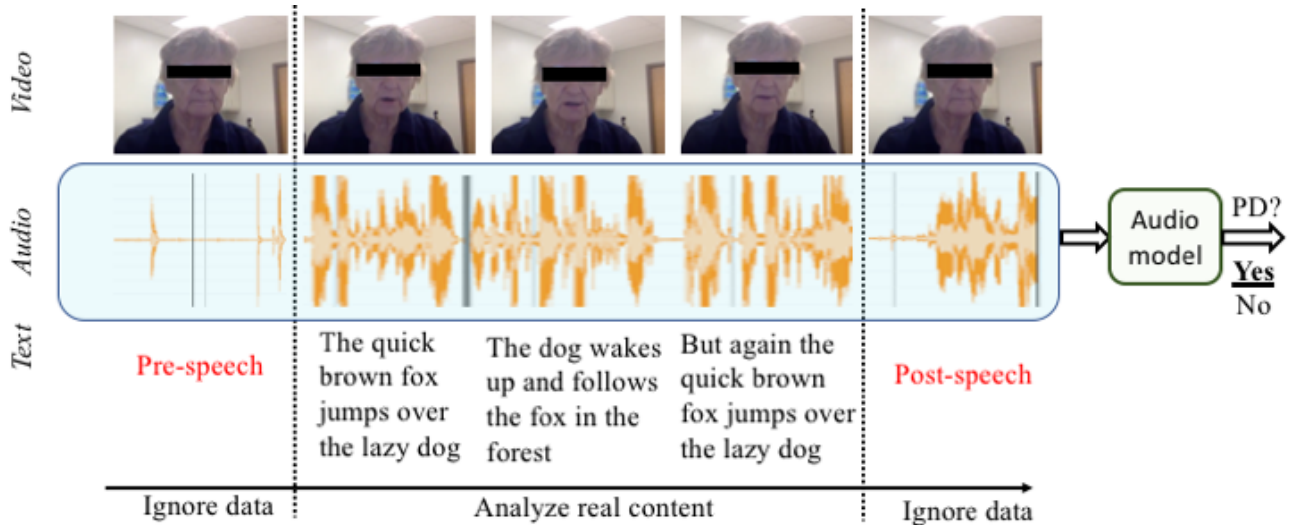 Video
Audio
Text
Pre-speech
The quick
brown fox
jumps over
the lazy dog
The dog wakes
up and follows
the fox in the
forest
But again the
quick brown
fox jumps over
the lazy dog
Post-speech
Audio
model
PD?
Yes
No
Ignore data
Analyze real content
Ignore data